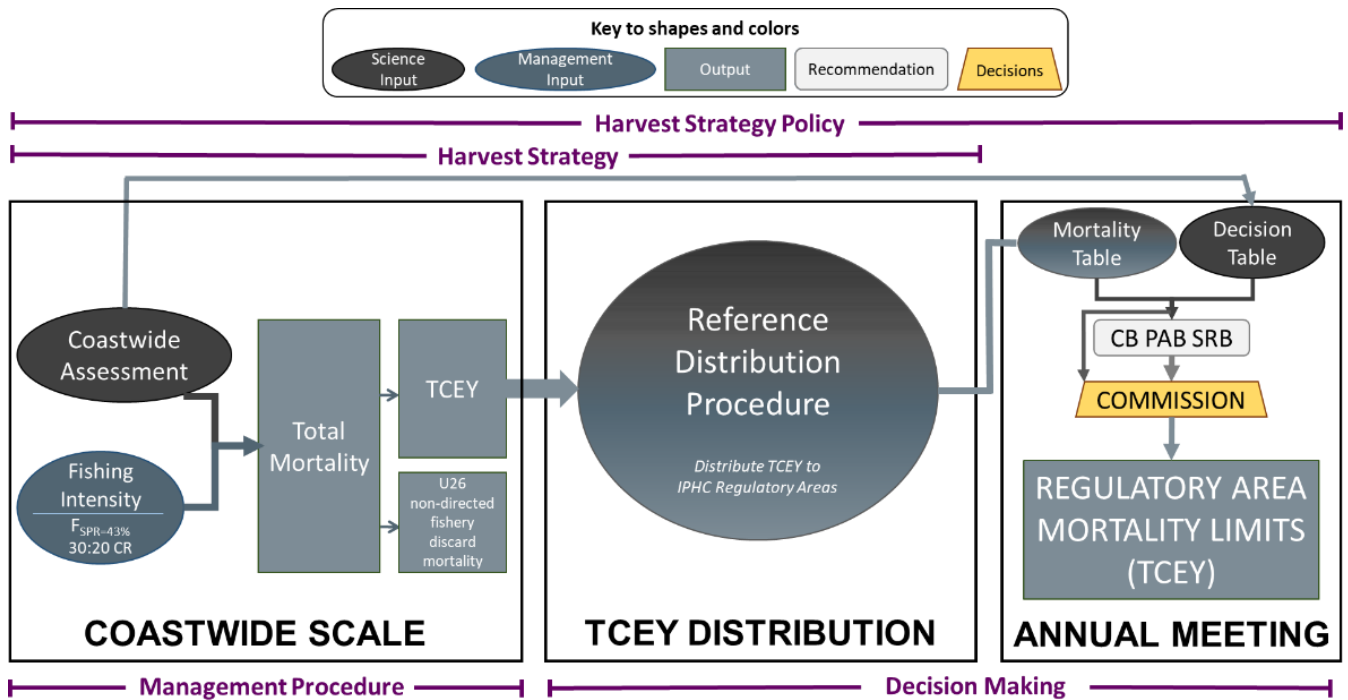 Key to shapes and colors
Science
Input
Management
Input
Output
Recommendation
Decisions
Harvest Strategy Policy
Harvest Strategy
Coastwide
Assessment
Fishing
Intensity
F_SPR=43%
30:20 CR
Total
Mortality
TCEY
U26
non-directed
fishery
discard
mortality
COASTWIDE SCALE
Reference
Distribution
Procedure
Distribute TCEY to
IPHC Regulatory Areas
TCEY DISTRIBUTION
Mortality
Table
Decision
Table
CB PAB SRB
COMMISSION
REGULATORY AREA
MORTALITY LIMITS
(TCEY)
ANNUAL MEETING
Management Procedure
Decision Making